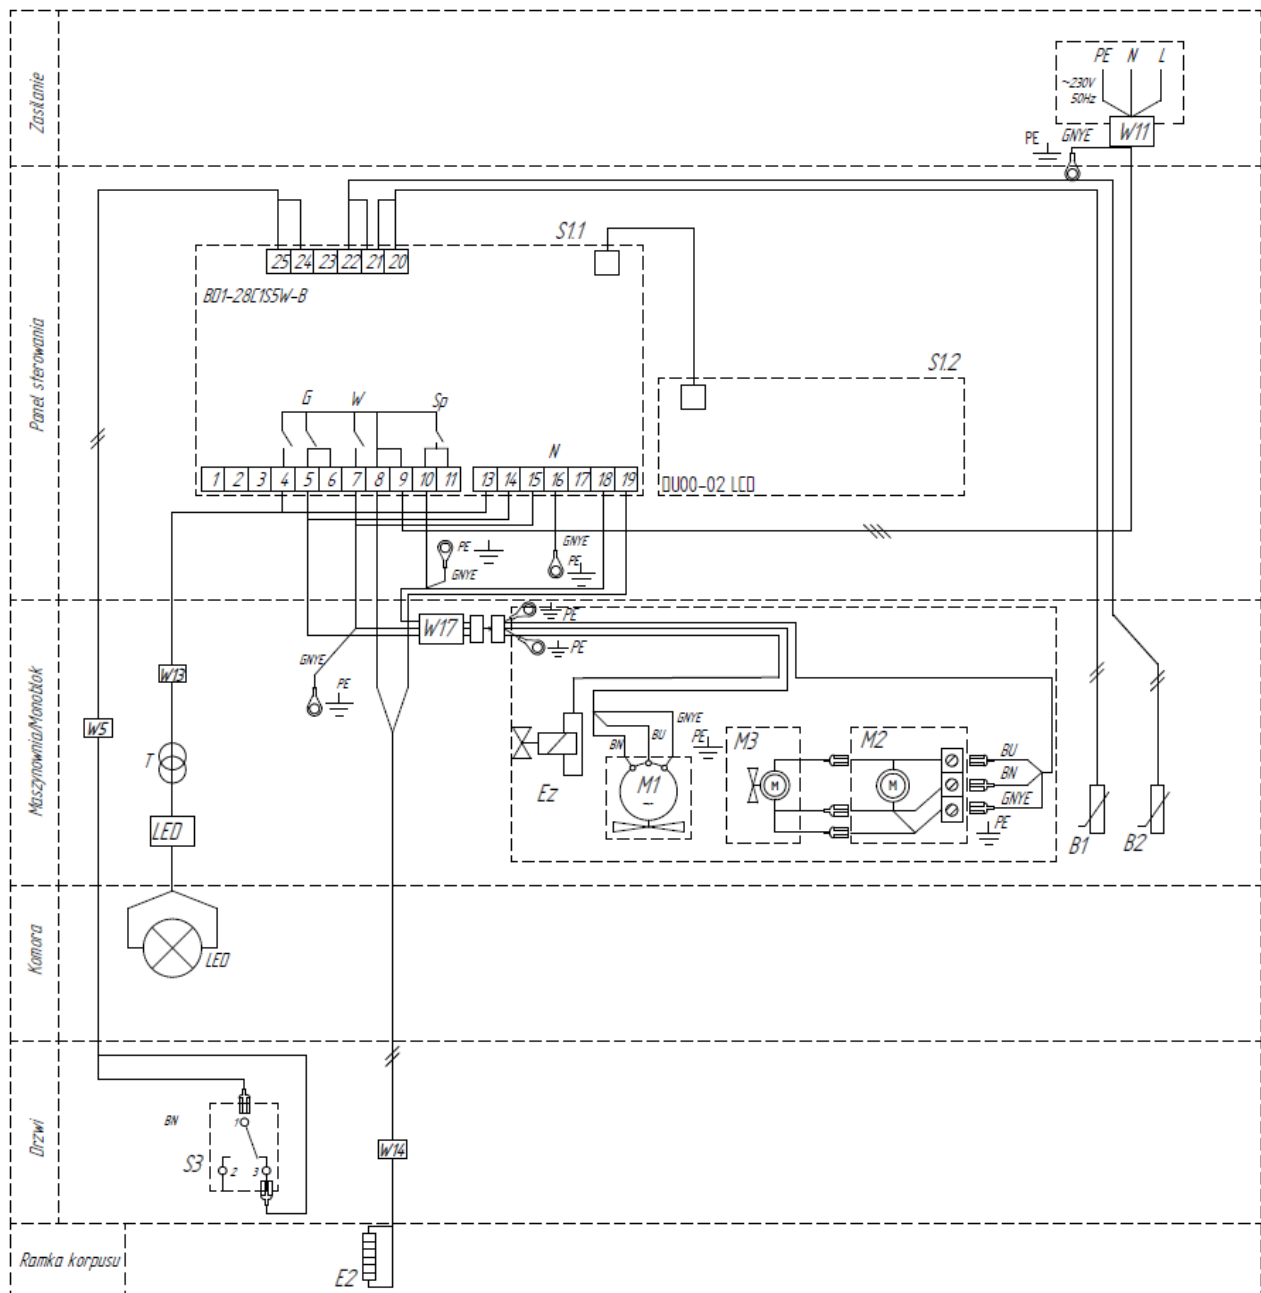 Zasilanie
PE N L
~230V
50Hz
W11
PE
GNYE
Panel sterowania
S1.1
25 24 23 22 21 20
BD1-28C1S5W-B
S1.2
G W Sp
N
1 2 3 4 5 6 7 8 9 10 11
13 14 15 16 17 18 19
DU00-02 LCD
PE
GNYE
GNYE
PE
Maszynownia/Monoblok
W17
PE
PE
GNYE
PE
W13
W5
T
LED
Ez
BN
BU
GNYE
PE
M1
~
M3
M
M2
M
BU
BN
GNYE
PE
B1
B2
Komora
LED
Drzwi
BN
1
S3
2
3
W14
Ramka korpusu
E2